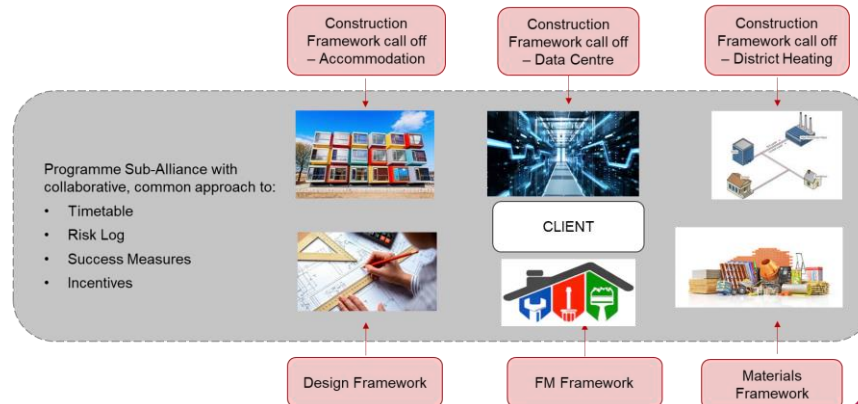 Construction
Framework call off
– Accommodation
Construction
Framework call off
– Data Centre
Construction
Framework call off
– District Heating
Programme Sub-Alliance with
collaborative, common approach to:
• Timetable
• Risk Log
• Success Measures
• Incentives
CLIENT
Design Framework
FM Framework
Materials
Framework